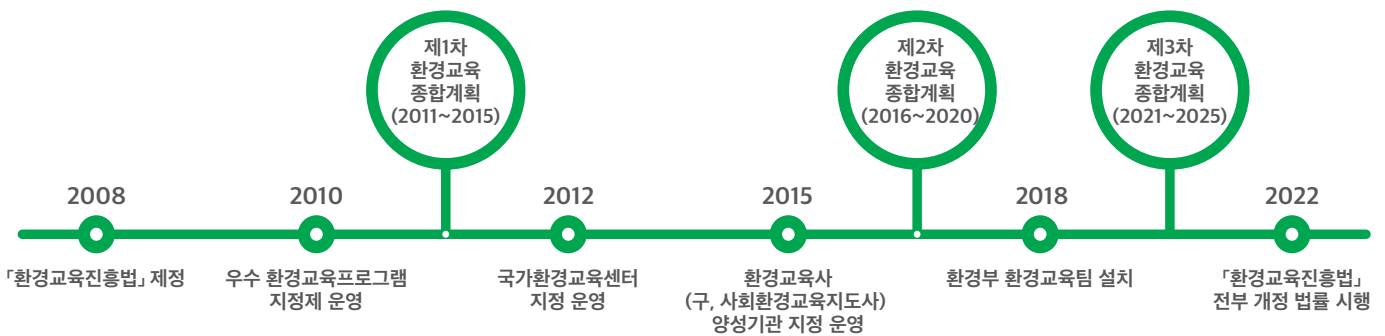 제1차
환경교육
종합계획
(2011~2015)
제2차
환경교육
종합계획
(2016~2020)
제3차
환경교육
종합계획
(2021~2025)
2008
2010
2012
2015
2018
2022
「환경교육진흥법」 제정
우수 환경교육프로그램
지정제 운영
국가환경교육센터
지정 운영
환경교육사
(구, 사회환경교육지도사)
양성기관 지정 운영
환경부 환경교육팀 설치
「환경교육진흥법」
전부 개정 법률 시행